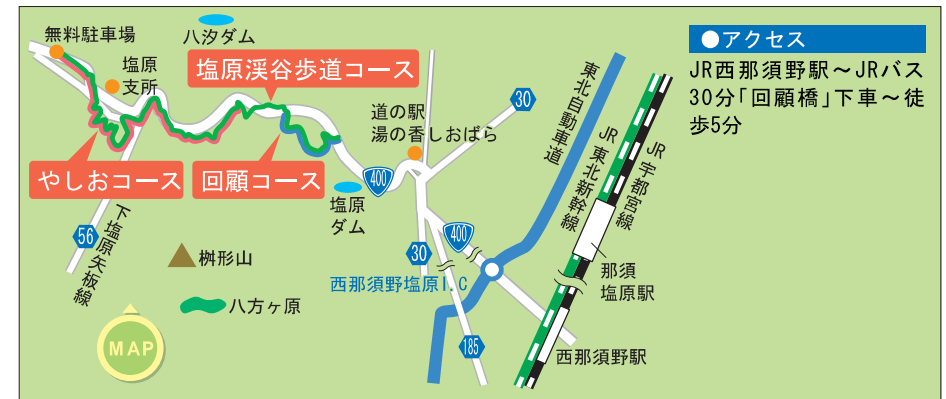 無料駐車場
八汐ダム
塩原
支所
塩原渓谷歩道コース
道の駅
湯の香しおばら
30
東北自動車道
JR 東北新幹線
JR 宇都宮線
やしおコース
回顧コース
400
塩原
ダム
56
下塩原矢板線
桝形山
八方ヶ原
MAP
400
30
西那須野塩原I.C
185
那須
塩原駅
西那須野駅
●アクセス
JR西那須野駅～JRバス
30分「回顧橋」下車～徒
歩5分